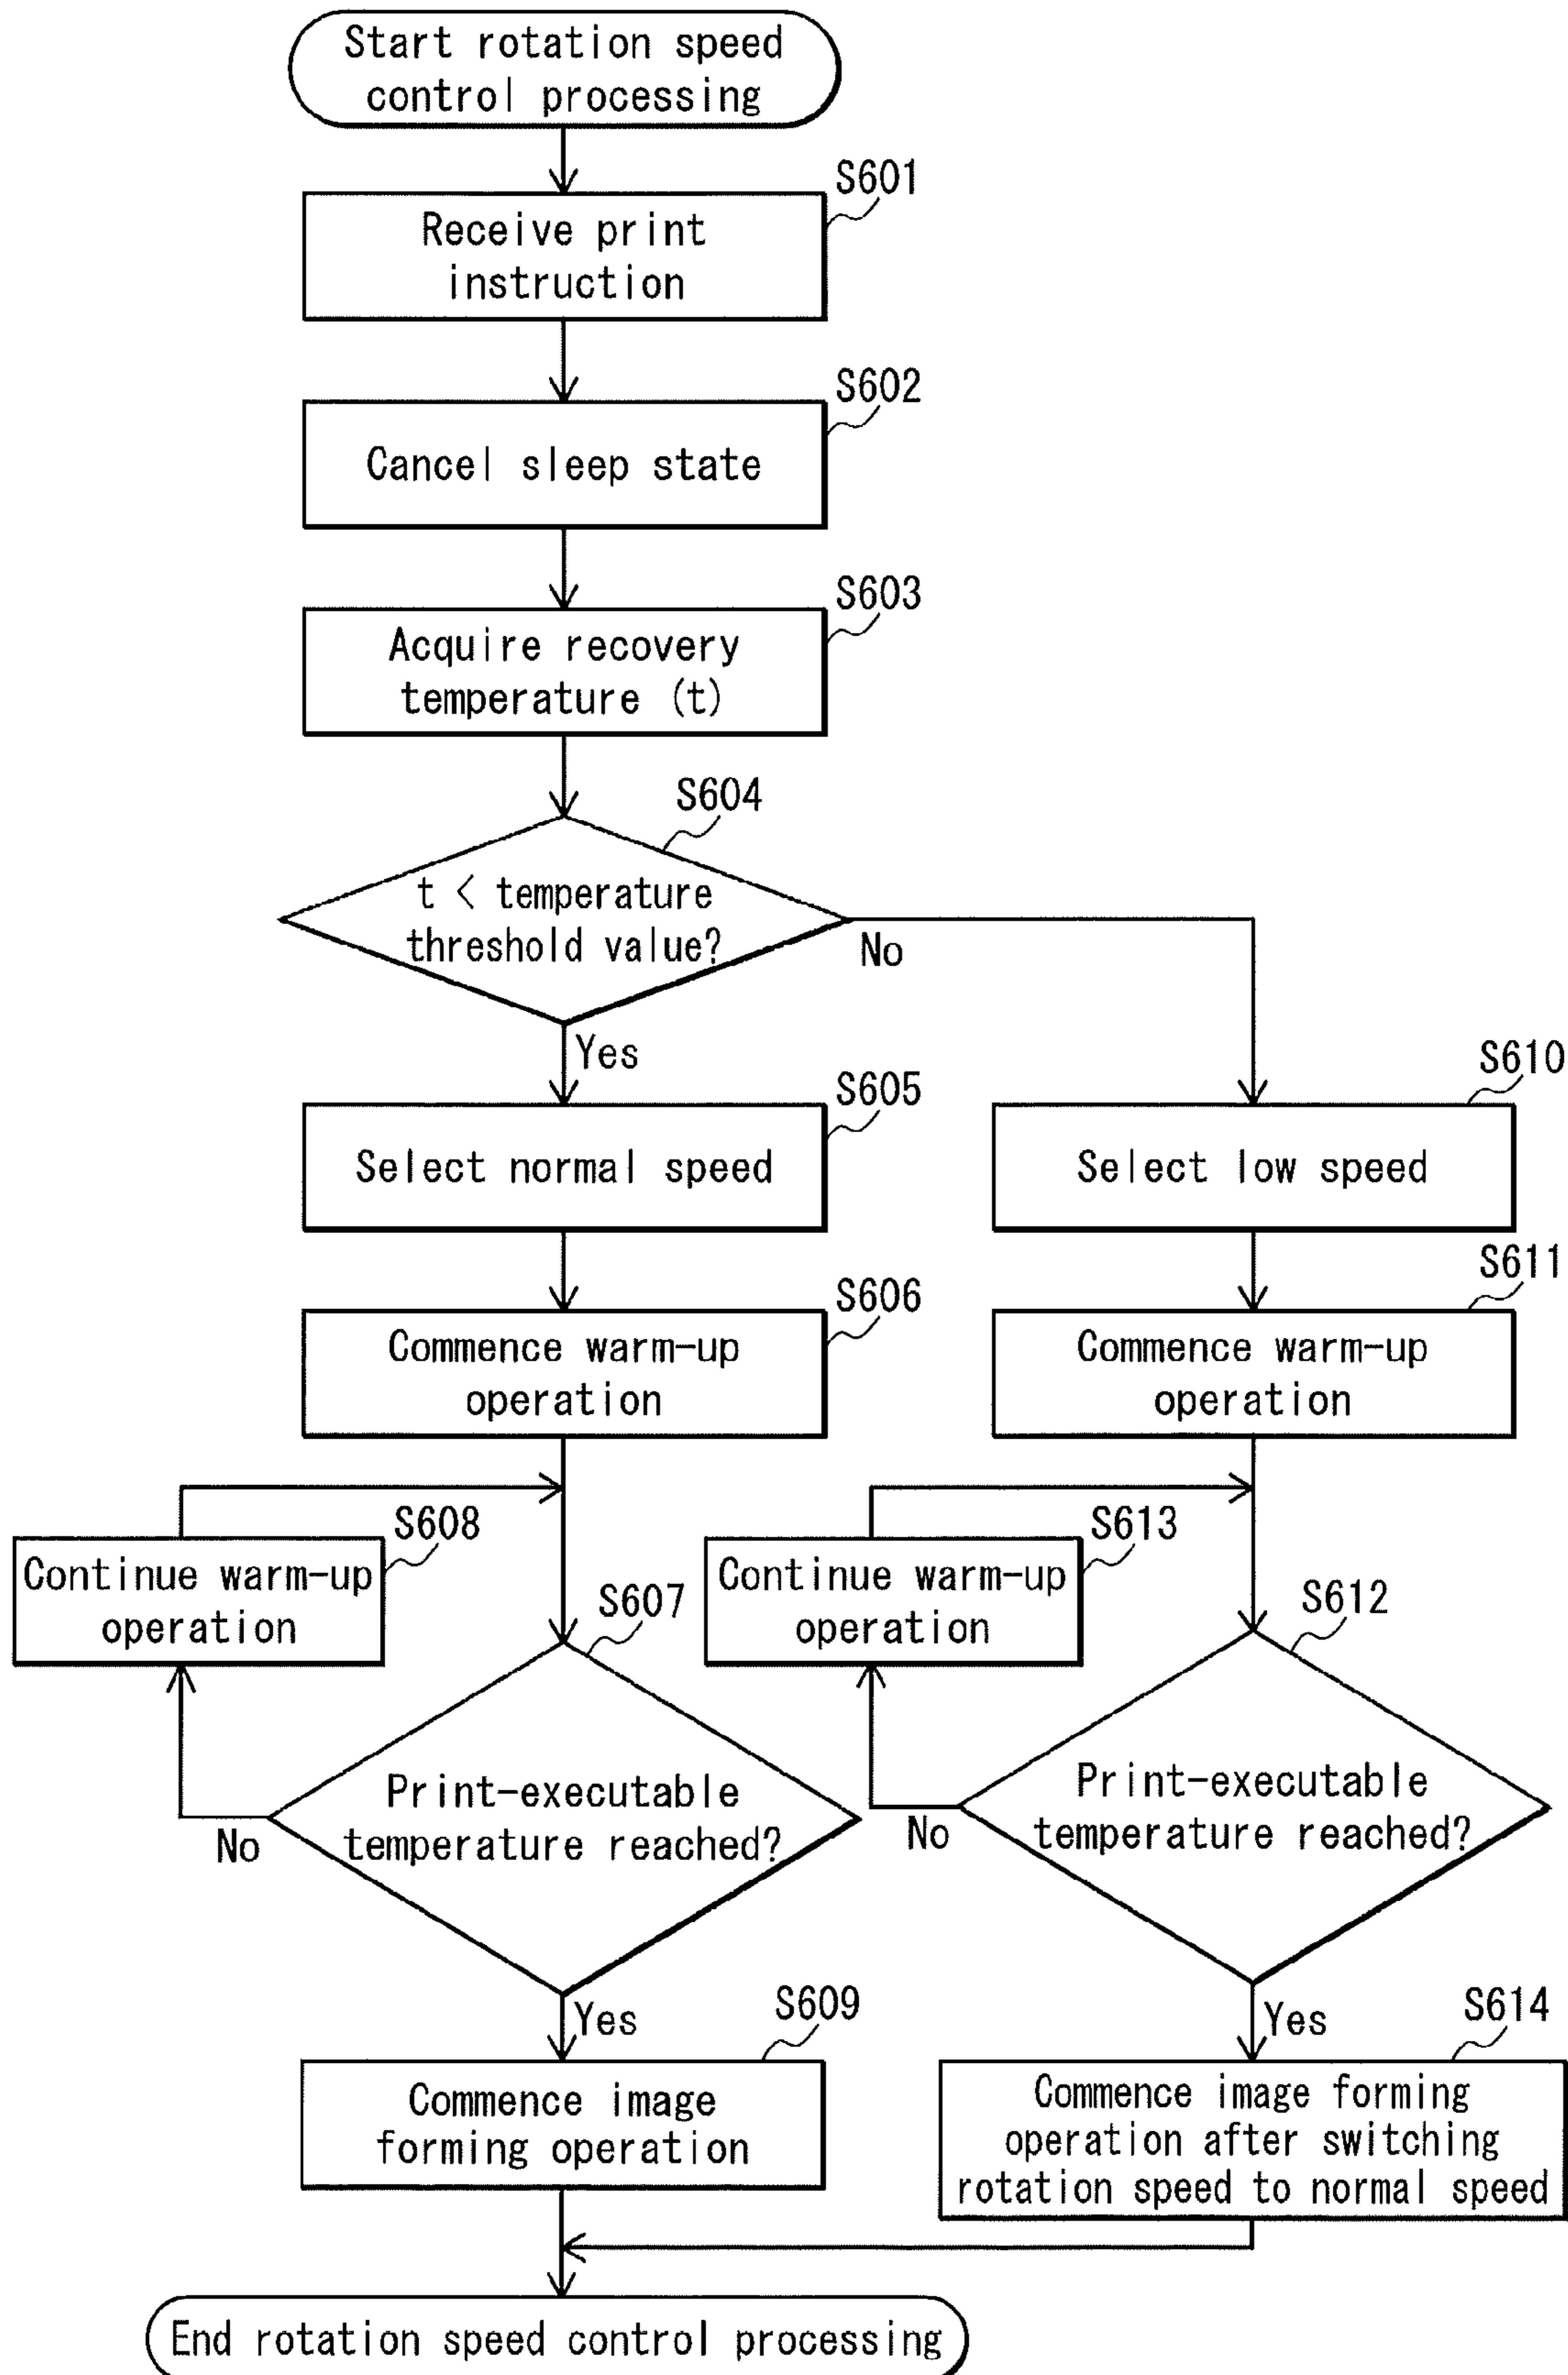 Start rotation speed
control processing
S601
Receive print
instruction
S602
Cancel sleep state
S603
Acquire recovery
temperature (t)
S604
t < temperature
threshold value?
No
Yes
S605
Select normal speed
S610
Select low speed
S606
Commence warm-up
operation
S611
Commence warm-up
operation
S608
Continue warm-up
operation
S607
Print-executable
temperature reached?
No
Yes
S613
Continue warm-up
operation
S612
Print-executable
temperature reached?
No
Yes
S609
Commence image
forming operation
S614
Commence image forming
operation after switching
rotation speed to normal speed
End rotation speed control processing